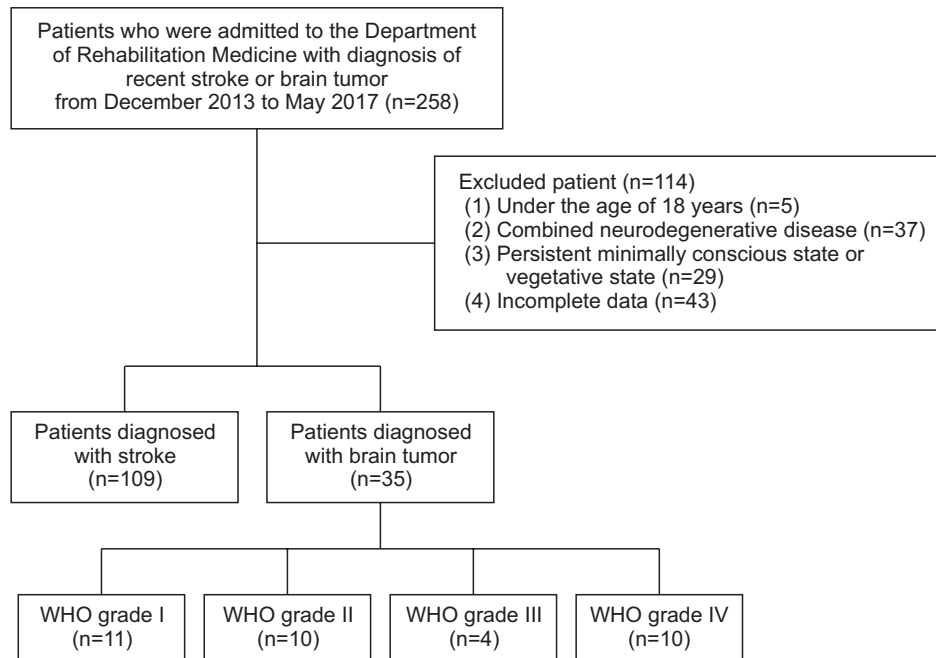 Patients who were admitted to the Department
of Rehabilitation Medicine with diagnosis of
recent stroke or brain tumor
from December 2013 to May 2017 (n=258)
Excluded patient (n=114)
(1) Under the age of 18 years (n=5)
(2) Combined neurodegenerative disease (n=37)
(3) Persistent minimally conscious state or
vegetative state (n=29)
(4) Incomplete data (n=43)
Patients diagnosed
with stroke
(n=109)
Patients diagnosed
with brain tumor
(n=35)
WHO grade I
(n=11)
WHO grade II
(n=10)
WHO grade III
(n=4)
WHO grade IV
(n=10)